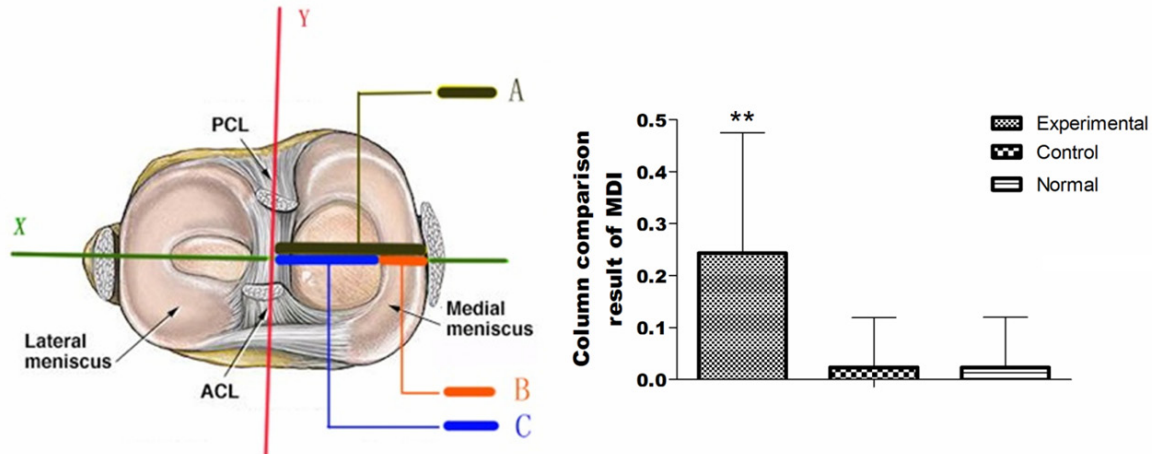 Y
A
PCL
X
Lateral
meniscus
ACL
Medial
meniscus
B
C
Column comparison
result of MDI
0.5
0.4
0.3
0.2
0.1
0.0
**
Experimental
Control
Normal